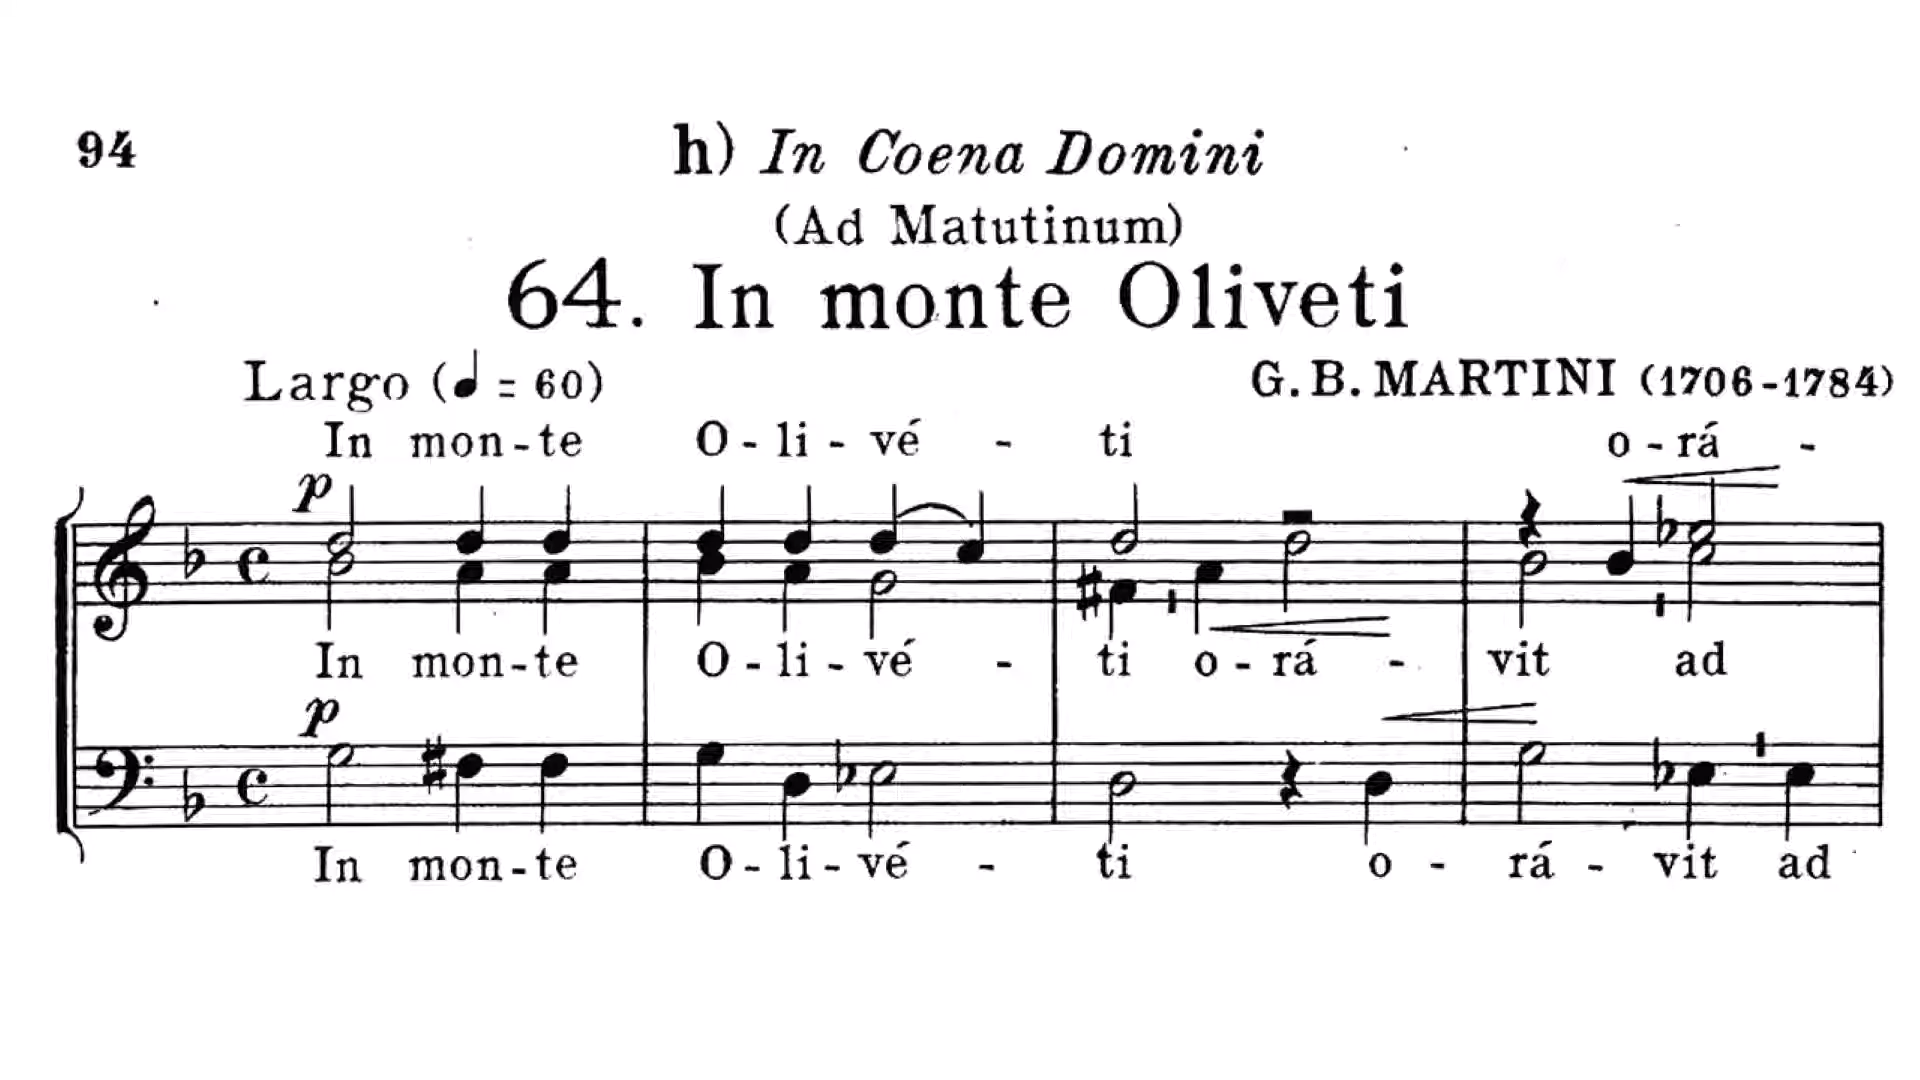 94
h) In Coena Domini
(Ad Matutinum)
64. In monte Oliveti
Largo (♩ = 60)
G. B. MARTINI (1706-1784)
In mon-te O-li-vé - ti o-rá -
p
In mon-te O-li-vé - ti o-rá - vit ad
p
In mon-te O-li-vé - ti o - rá - vit ad